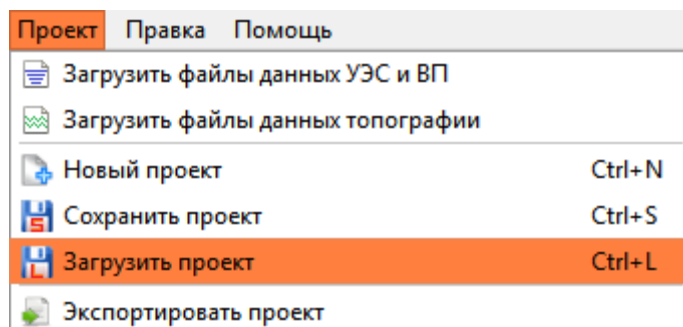 Проект Правка Помощь
Загрузить файлы данных УЭС и ВП
Загрузить файлы данных топографии
Новый проект Ctrl+N
Сохранить проект Ctrl+S
Загрузить проект Ctrl+L
Экспортировать проект